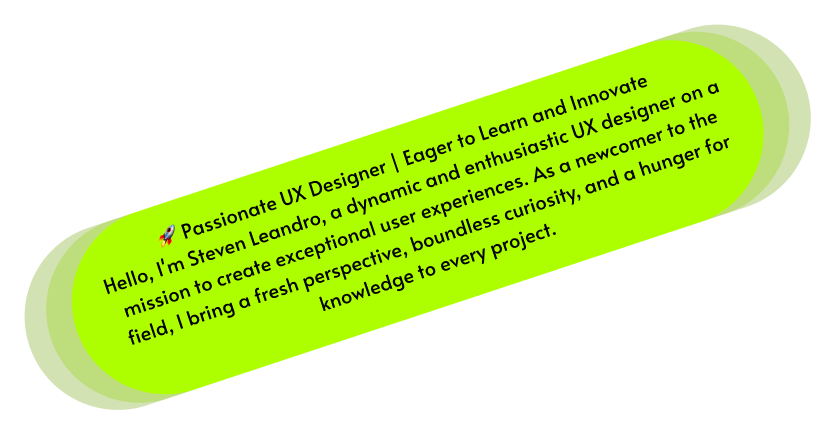 🚀 Passionate UX Designer | Eager to Learn and Innovate
Hello, I'm Steven Leandro, a dynamic and enthusiastic UX designer on a
mission to create exceptional user experiences. As a newcomer to the
field, I bring a fresh perspective, boundless curiosity, and a hunger for
knowledge to every project.